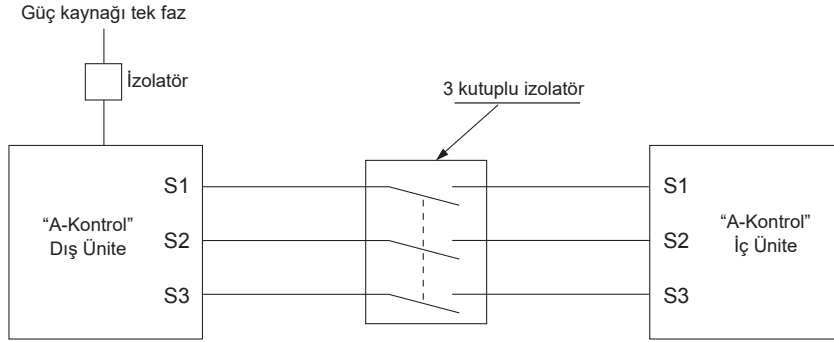 Güç kaynağı tek faz
İzolatör
3 kutuplu izolatör
S1
S1
“A-Kontrol”
Dış Ünite
S2
S2
“A-Kontrol”
İç Ünite
S3
S3